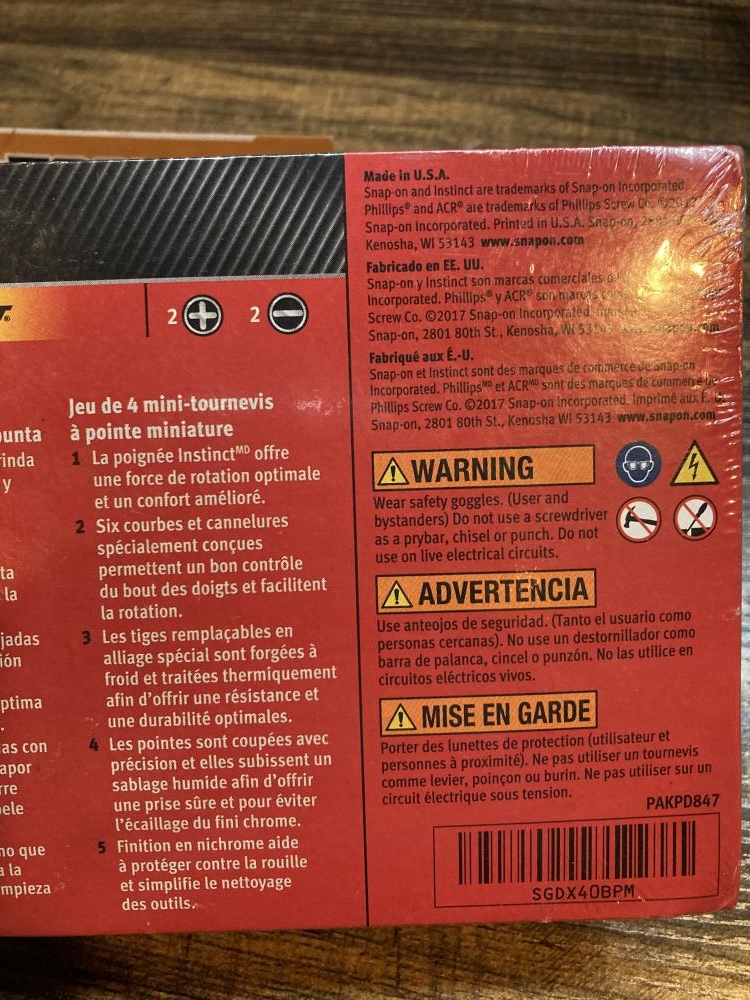 Made in U.S.A.
Snap-on and Instinct are trademarks of Snap-on Incorporated.
Phillips® and ACR® are trademarks of Phillips Screw Co. ©2017
Snap-on Incorporated. Printed in U.S.A. Snap-on,
Kenosha, WI 53143 www.snapon.com
Fabricado en EE. UU.
Snap-on y Instinct son marcas comerciales
Incorporated. Phillips® y ACR® son marcas
Screw Co. ©2017 Snap-on Incorporated.
Snap-on, 2801 80th St., Kenosha, WI 53143 www.snapon.com
Fabriqué aux É.-U.
Snap-on et Instinct sont des marques de commerce de Snap-on
Incorporated. Phillips MD et ACR MD sont des marques de commerce de
Phillips Screw Co. ©2017 Snap-on Incorporated. Imprimé aux É.-U.
Snap-on, 2801 80th St., Kenosha WI 53143 www.snapon.com
2 2
Jeu de 4 mini-tournevis
à pointe miniature
1 La poignée Instinct MD offre
une force de rotation optimale
et un confort amélioré.
2 Six courbes et cannelures
spécialement conçues
permettent un bon contrôle
du bout des doigts et facilitent
la rotation.
3 Les tiges remplaçables en
alliage spécial sont forgées à
froid et traitées thermiquement
afin d'offrir une résistance et
une durabilité optimales.
4 Les pointes sont coupées avec
précision et elles subissent un
sablage humide afin d'offrir
une prise sûre et pour éviter
l'écaillage du fini chrome.
5 Finition en nichrome aide
à protéger contre la rouille
et simplifie le nettoyage
des outils.
WARNING
Wear safety goggles. (User and
bystanders) Do not use a screwdriver
as a prybar, chisel or punch. Do not
use on live electrical circuits.
ADVERTENCIA
Use anteojos de seguridad. (Tanto el usuario como
personas cercanas). No use un destornillador como
barra de palanca, cincel o punzón. No las utilice en
circuitos eléctricos vivos.
MISE EN GARDE
Porter des lunettes de protection (utilisateur et
personnes à proximité). Ne pas utiliser un tournevis
comme levier, poinçon ou burin. Ne pas utiliser sur un
circuit électrique sous tension.
PAKPD847
SGDX40BPM